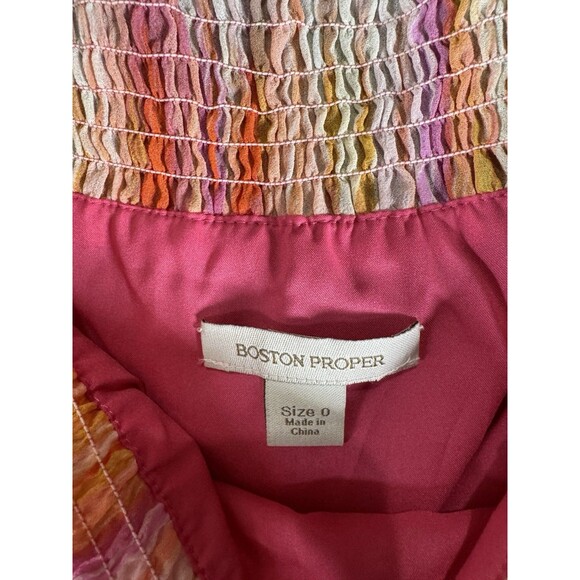 BOSTON PROPER
Size 0
Made in
China